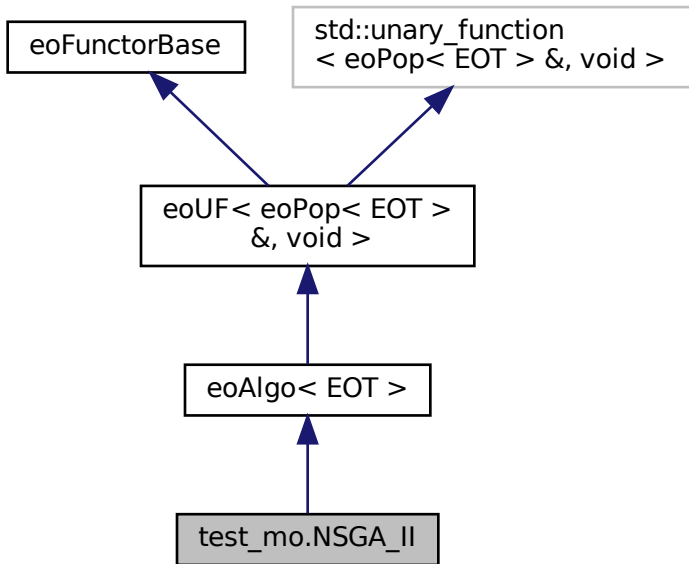 eoFunctorBase
std::unary_function
< eoPop< EOT > &, void >
eoUF< eoPop< EOT >
&, void >
eoAlgo< EOT >
test_mo.NSGA_II